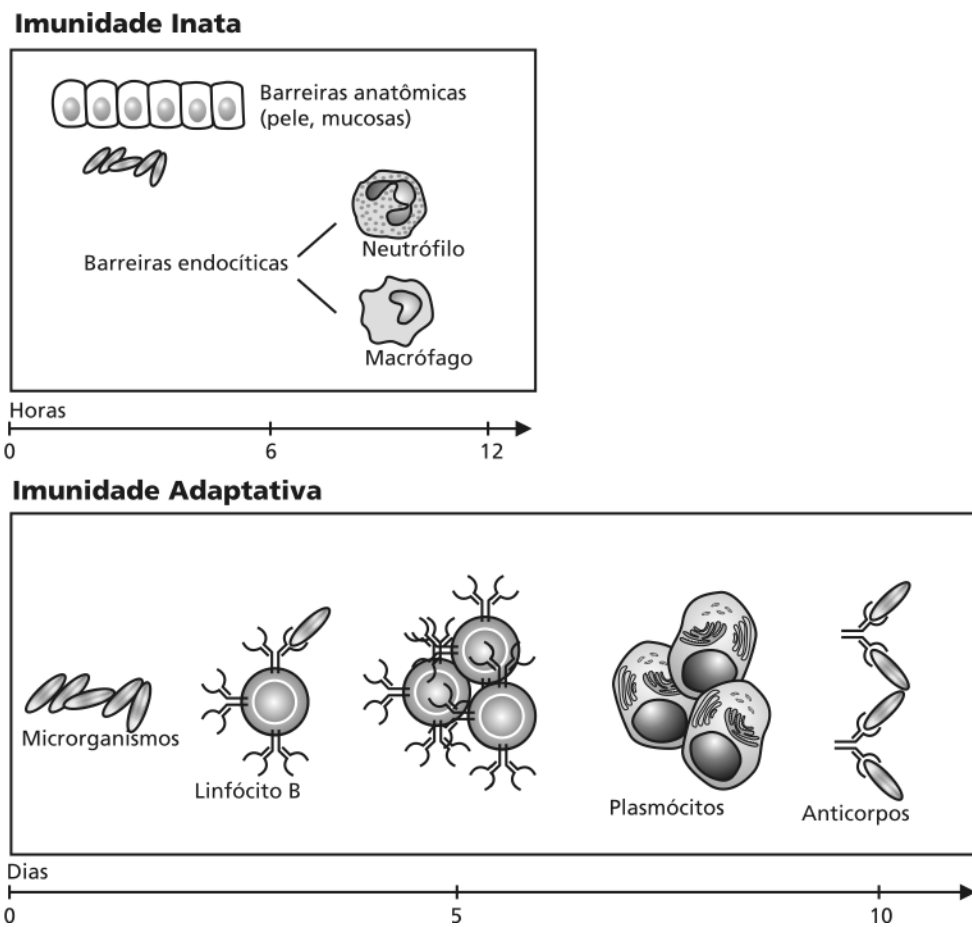 Imunidade Inata
Barreiras anatômicas
(pele, mucosas)
Neutrófilo
Barreiras endocíticas
Macrófago
Horas
0 6 12
Imunidade Adaptativa
Microrganismos
Linfócito B
Plasmócitos
Anticorpos
Dias
0 5 10